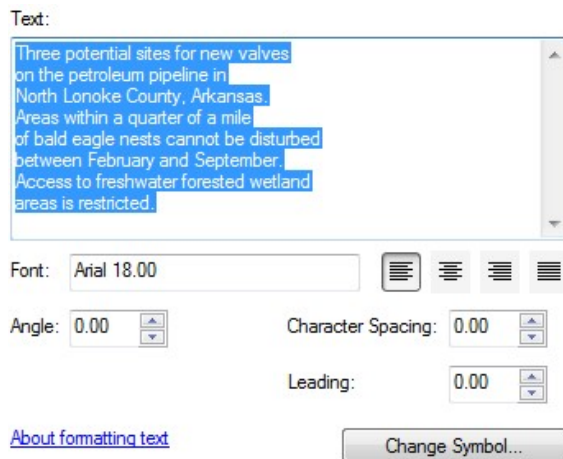 Text:
Three potential sites for new valves
on the petroleum pipeline in
North Lonoke County, Arkansas.
Areas within a quarter of a mile
of bald eagle nests cannot be disturbed
between February and September.
Access to freshwater forested wetland
areas is restricted.
Font: Arial 18.00
Angle: 0.00 Character Spacing: 0.00
Leading: 0.00
About formatting text Change Symbol...